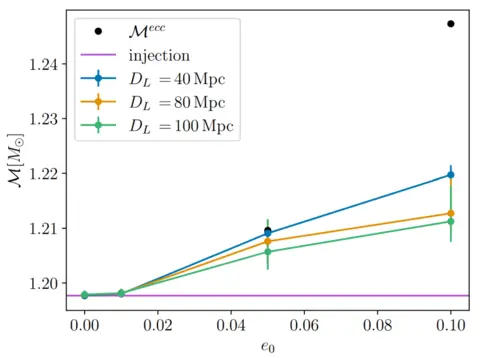 ℳ^{ecc}
injection
D_L = 40 Mpc
D_L = 80 Mpc
D_L = 100 Mpc
1.24
1.23
1.22
1.21
1.20
ℳ[M_⊙]
0.00 0.02 0.04 0.06 0.08 0.10
e_0